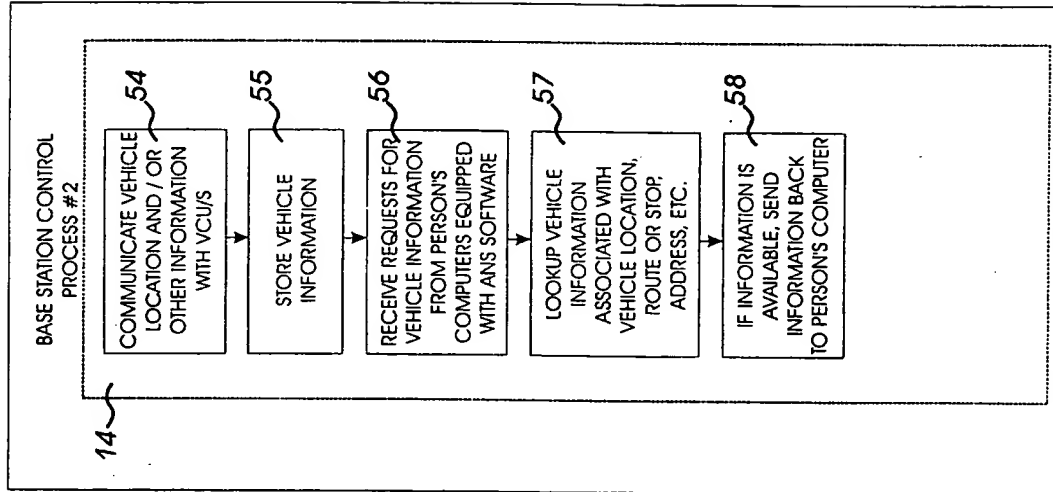 BASE STATION CONTROL
PROCESS #2
14
54
COMMUNICATE VEHICLE
LOCATION AND / OR
OTHER INFORMATION
WITH VCU/S
55
STORE VEHICLE
INFORMATION
56
RECEIVE REQUESTS FOR
VEHICLE INFORMATION
FROM PERSON'S
COMPUTERS EQUIPPED
WITH ANS SOFTWARE
57
LOOKUP VEHICLE
INFORMATION
ASSOCIATED WITH
VEHICLE LOCATION,
ROUTE OR STOP,
ADDRESS, ETC.
58
IF INFORMATION IS
AVAILABLE, SEND
INFORMATION BACK
TO PERSON'S COMPUTER